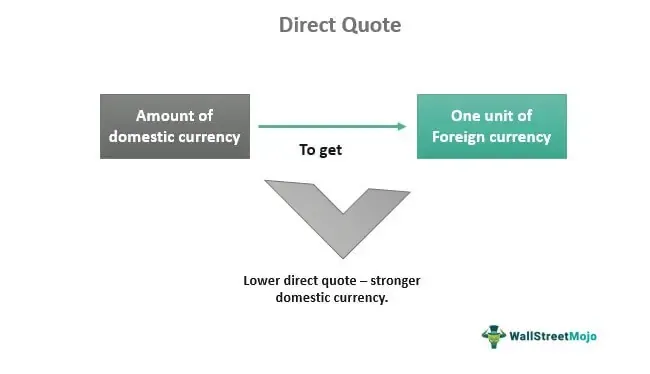 Direct Quote
Amount of
domestic currency
To get
One unit of
Foreign currency
Lower direct quote – stronger
domestic currency.
WallStreetMojo